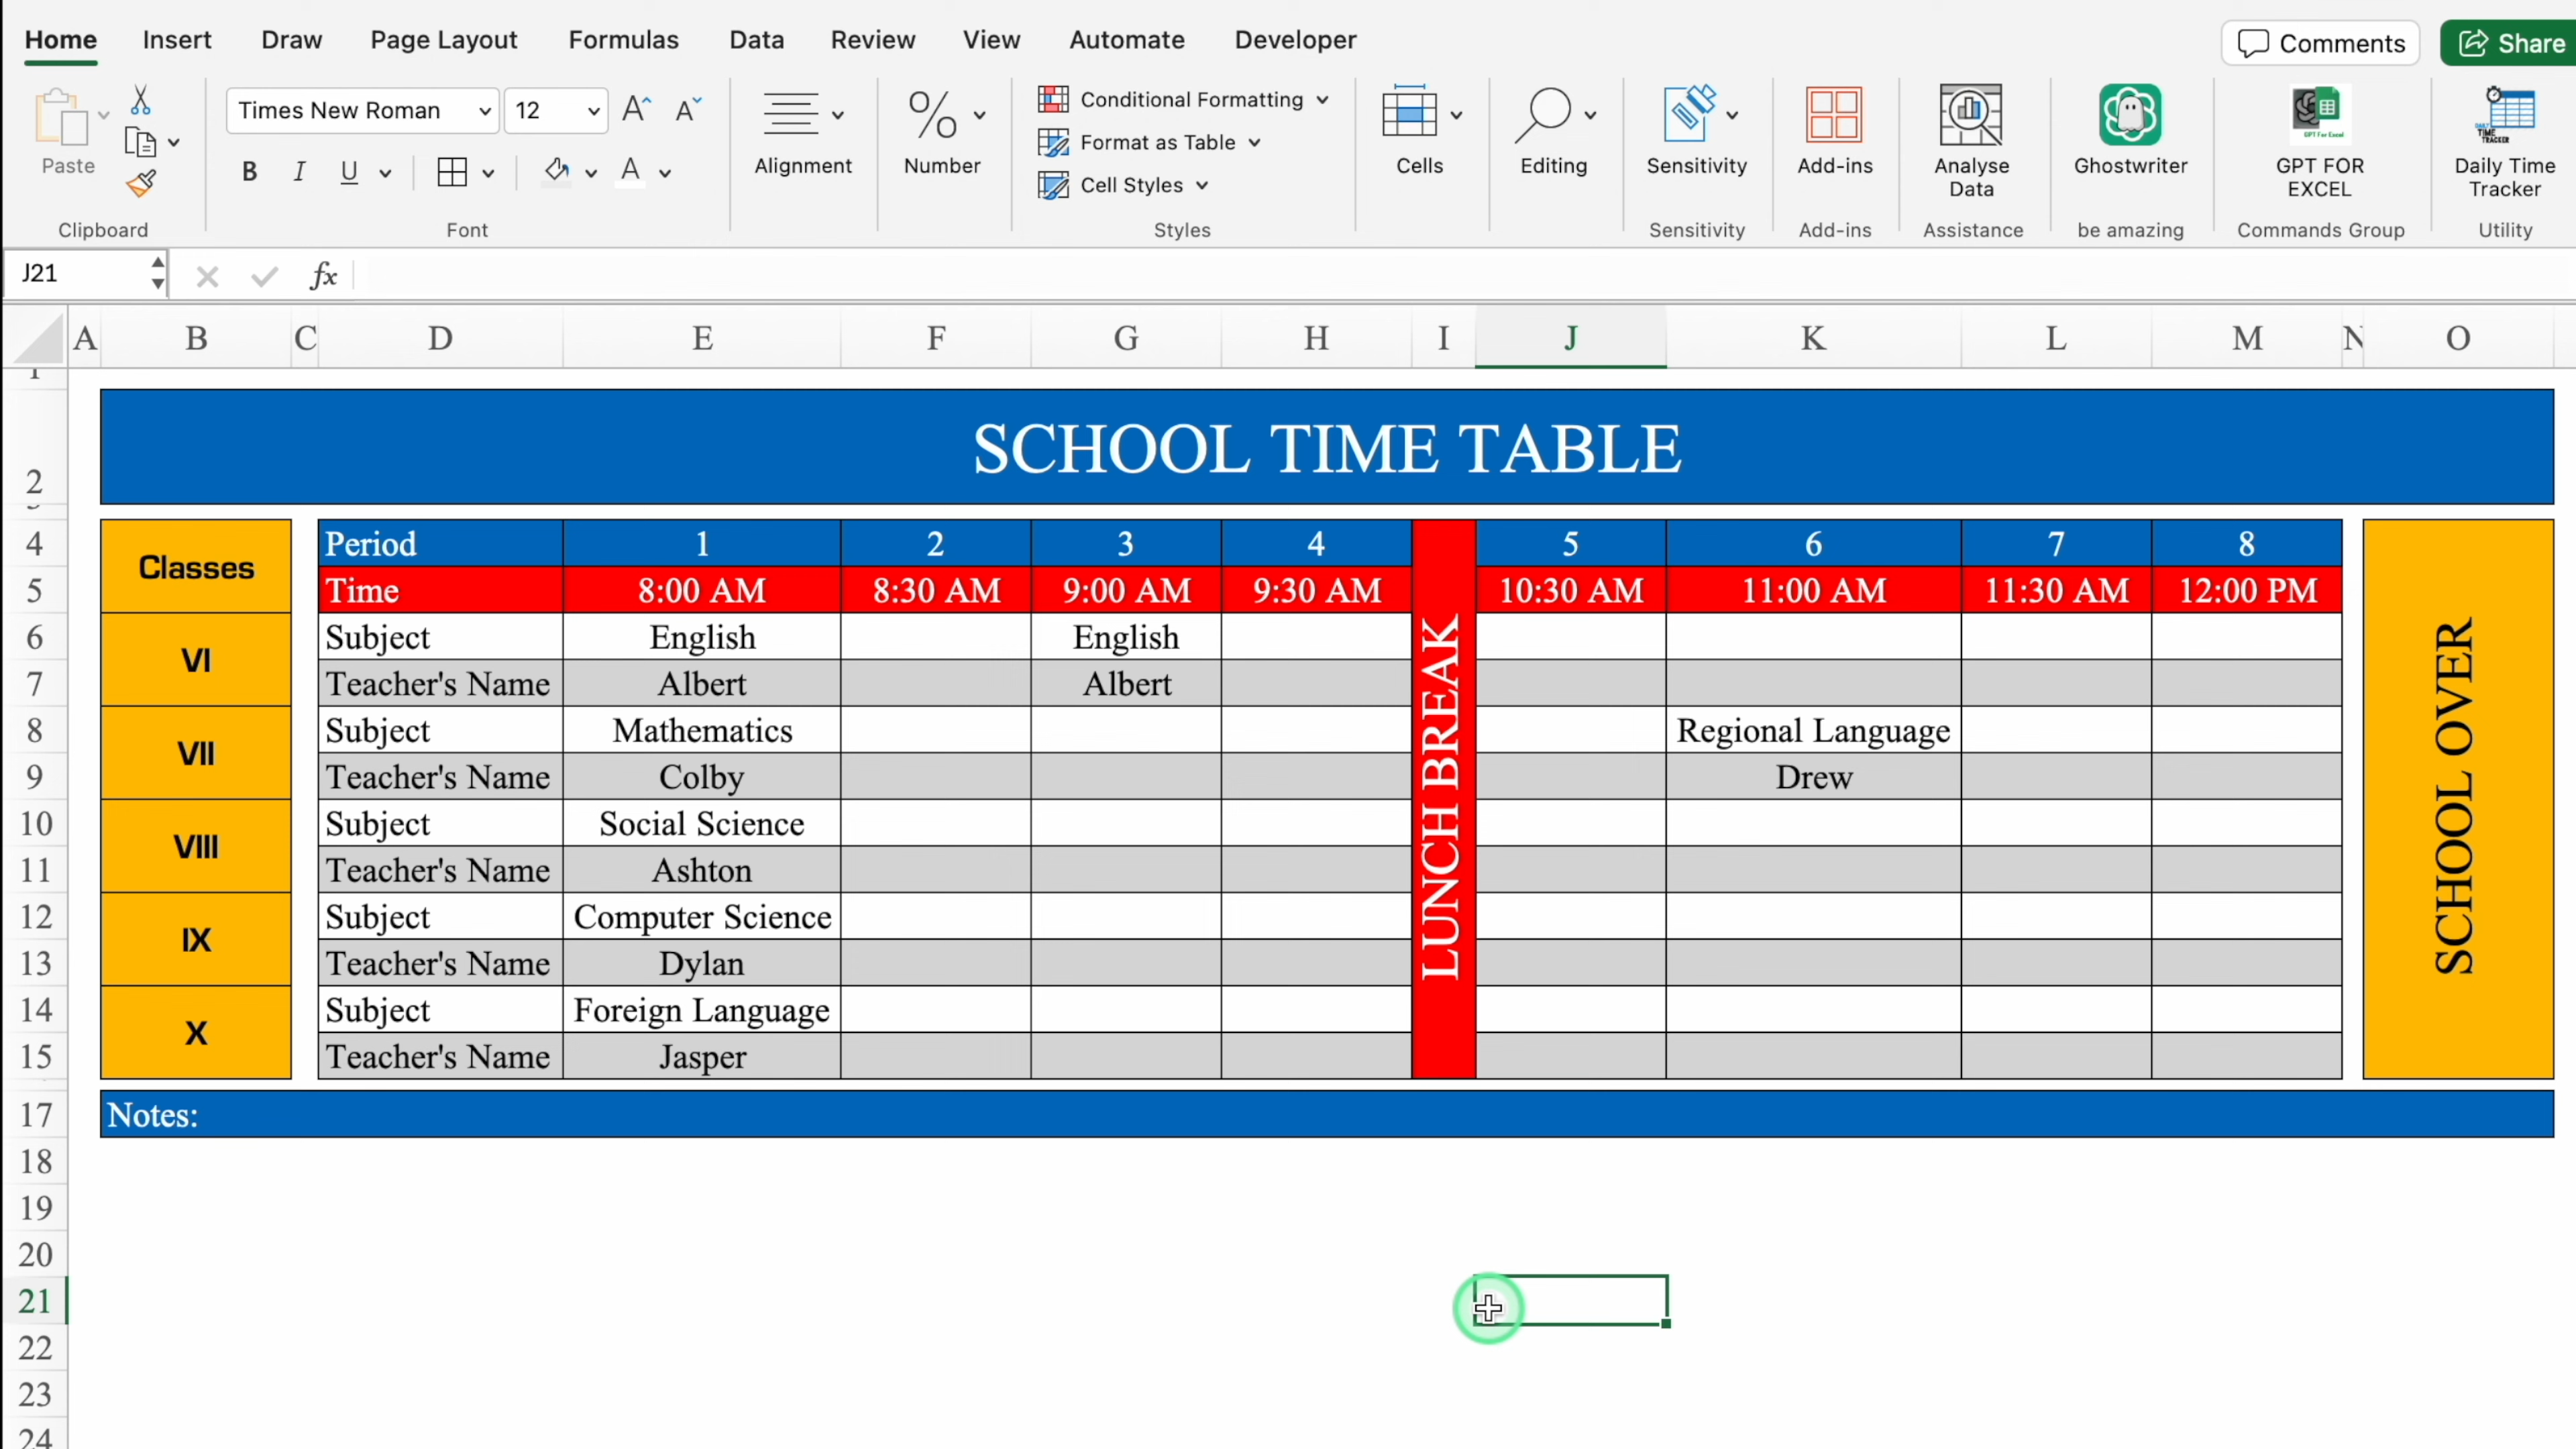 Home Insert Draw Page Layout Formulas Data Review View Automate Developer Comments Share
Paste
Clipboard
Times New Roman 12
B I U A
Font
Alignment
%
Number
Conditional Formatting
Format as Table
Cell Styles
Styles
Cells
Editing
Sensitivity
Sensitivity
Add-ins
Add-ins
Analyse
Data
Assistance
Ghostwriter
be amazing
GPT For Excel
GPT FOR
EXCEL
Commands Group
DAILY
TIME
TRACKER
Daily Time
Tracker
Utility
J21 fx
A B C D E F G H I J K L M N O
1
2 SCHOOL TIME TABLE
4 Classes Period 1 2 3 4 5 6 7 8
5 Time 8:00 AM 8:30 AM 9:00 AM 9:30 AM 10:30 AM 11:00 AM 11:30 AM 12:00 PM
LUNCH BREAK
SCHOOL OVER
6 VI Subject English English
7 Teacher's Name Albert Albert
8 VII Subject Mathematics Regional Language
9 Teacher's Name Colby Drew
10 VIII Subject Social Science
11 Teacher's Name Ashton
12 IX Subject Computer Science
13 Teacher's Name Dylan
14 X Subject Foreign Language
15 Teacher's Name Jasper
17 Notes:
18
19
20
21
22
23
24